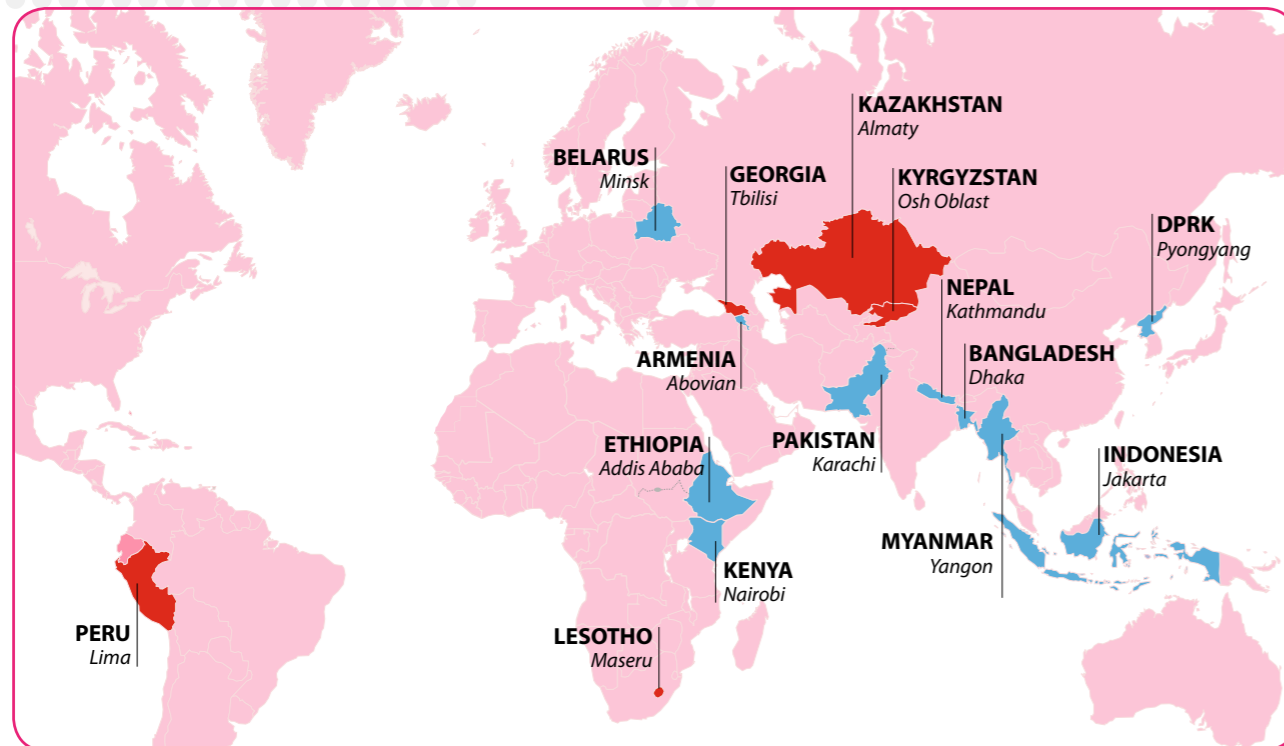 KAZAKHSTAN
Almaty
BELARUS
Minsk
GEORGIA
Tbilisi
KYRGYZSTAN
Osh Oblast
DPRK
Pyongyang
NEPAL
Kathmandu
ARMENIA
Abovian
BANGLADESH
Dhaka
ETHIOPIA
Addis Ababa
PAKISTAN
Karachi
INDONESIA
Jakarta
MYANMAR
Yangon
KENYA
Nairobi
PERU
Lima
LESOTHO
Maseru